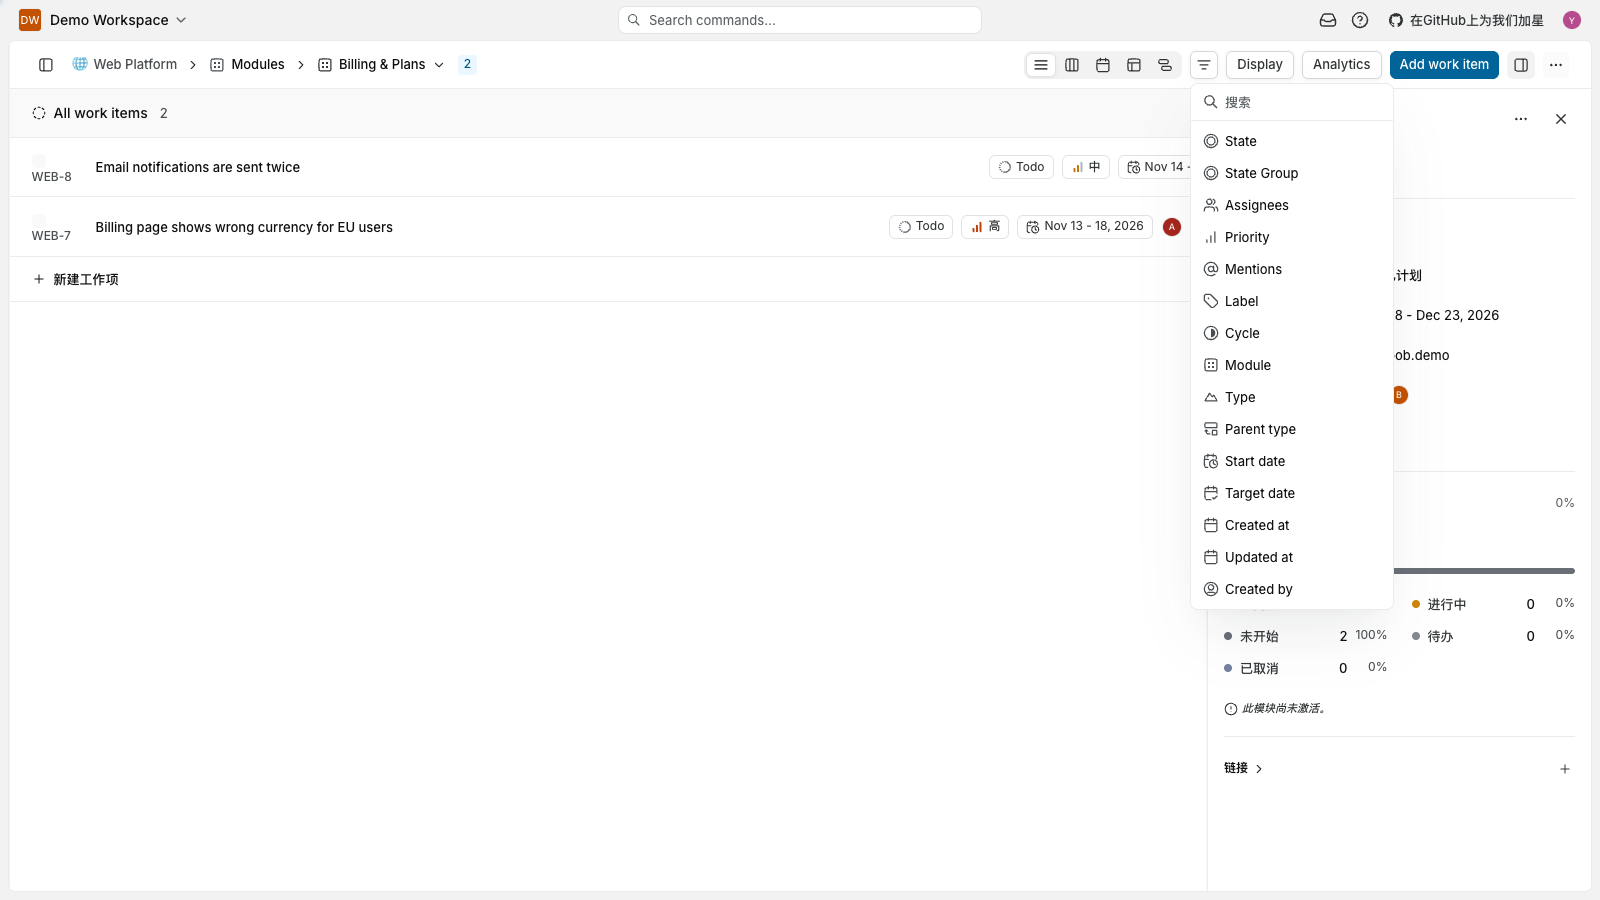 DW Demo Workspace
Search commands...
在GitHub上为我们加星
Y
Web Platform
Modules
Billing & Plans
2
Display
Analytics
Add work item
All work items 2
WEB-8
Email notifications are sent twice
Todo
中
Nov 14 -
WEB-7
Billing page shows wrong currency for EU users
Todo
高
Nov 13 - 18, 2026
A
新建工作项
搜索
State
State Group
Assignees
Priority
Mentions
Label
Cycle
Module
Type
Parent type
Start date
Target date
Created at
Updated at
Created by
计划
8 - Dec 23, 2026
ob.demo
B
0%
进行中 0 0%
未开始 2 100%
待办 0 0%
已取消 0 0%
此模块尚未激活。
链接